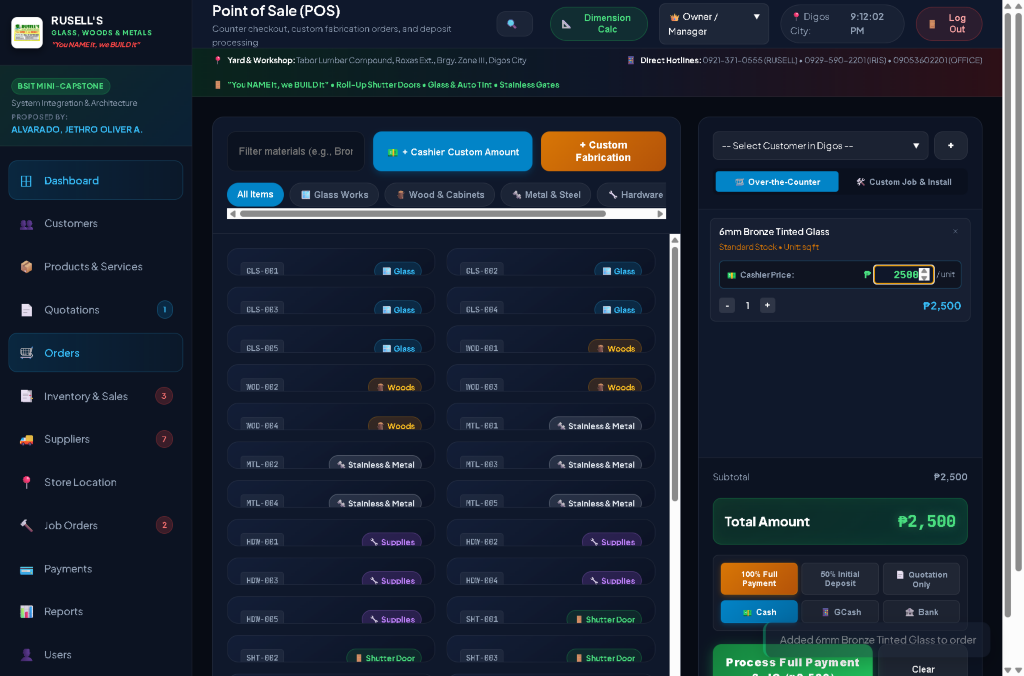 RUSELL'S
GLASS, WOODS & METALS
"You NAME It, we BUILD It"
BSIT MINI-CAPSTONE
System Integration & Architecture
PROPOSED BY:
ALVARADO, JETHRO OLIVER A.
Dashboard
Customers
Products & Services
Quotations 1
Orders
Inventory & Sales 3
Suppliers 7
Store Location
Job Orders 2
Payments
Reports
Users
Point of Sale (POS)
Counter checkout, custom fabrication orders, and deposit
processing
Dimension
Calc
Owner /
Manager
Digos
City:
9:12:02
PM
Log
Out
Yard & Workshop: Tabor Lumber Compound, Roxas Ext., Brgy. Zone III, Digos City
Direct Hotlines: 0921-371-0555 (RUSELL) • 0929-590-2201 (IRIS) • 09053602201 (OFFICE)
"You NAME It, we BUILD It" • Roll-Up Shutter Doors • Glass & Auto Tint • Stainless Gates
Filter materials (e.g., Bron
+ Cashier Custom Amount
+ Custom
Fabrication
All Items
Glass Works
Wood & Cabinets
Metal & Steel
Hardware
GLS-001 Glass
GLS-002 Glass
GLS-003 Glass
GLS-004 Glass
GLS-005 Glass
WOD-001 Woods
WOD-002 Woods
WOD-003 Woods
WOD-004 Woods
MTL-001 Stainless & Metal
MTL-002 Stainless & Metal
MTL-003 Stainless & Metal
MTL-004 Stainless & Metal
MTL-005 Stainless & Metal
HDW-001 Supplies
HDW-002 Supplies
HDW-003 Supplies
HDW-004 Supplies
HDW-005 Supplies
SHT-001 Shutter Door
SHT-002 Shutter Door
SHT-003 Shutter Door
-- Select Customer in Digos --
+
Over-the-Counter
Custom Job & Install
6mm Bronze Tinted Glass ×
Standard Stock • Unit: sq ft
Cashier Price: ₱ 2500 / unit
- 1 + ₱2,500
Subtotal ₱2,500
Total Amount ₱2,500
100% Full
Payment
50% Initial
Deposit
Quotation
Only
Cash
GCash
Bank
Added 6mm Bronze Tinted Glass to order
Process Full Payment
Clear